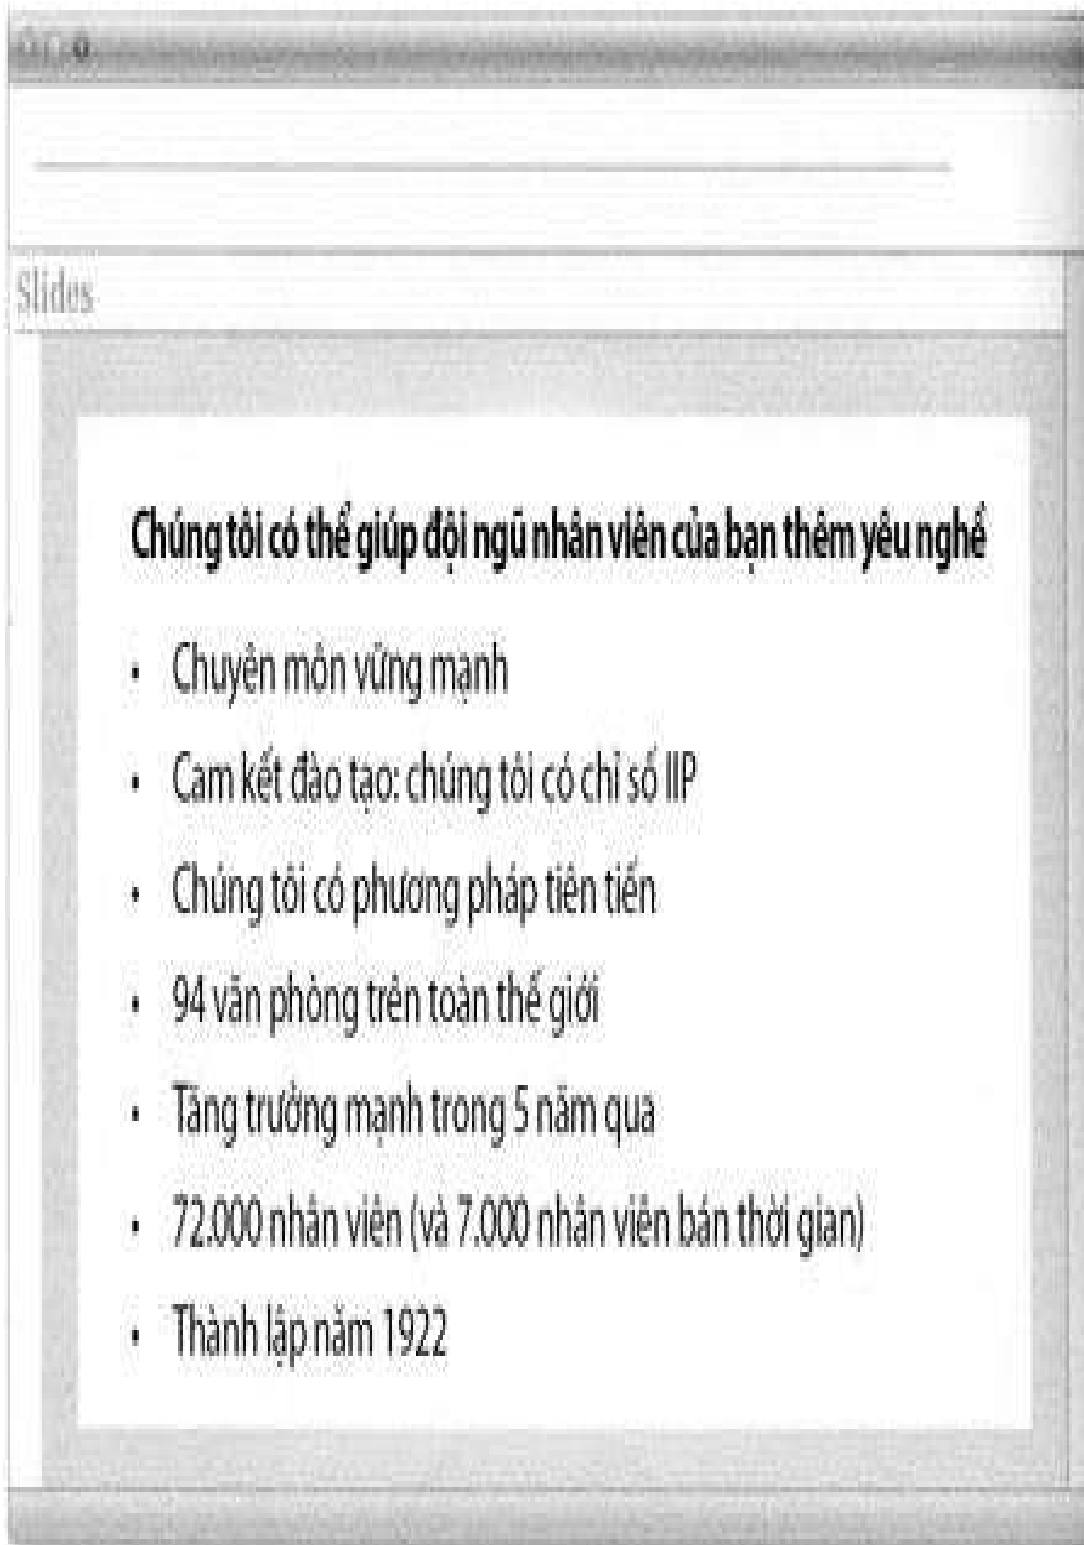 Slides
Chúng tôi có thể giúp đội ngũ nhân viên của bạn thêm yêu nghề
• Chuyên môn vững mạnh
• Cam kết đào tạo: chúng tôi có chỉ số IIP
• Chúng tôi có phương pháp tiên tiến
• 94 văn phòng trên toàn thế giới
• Tăng trưởng mạnh trong 5 năm qua
• 72.000 nhân viên (và 7.000 nhân viên bán thời gian)
• Thành lập năm 1922